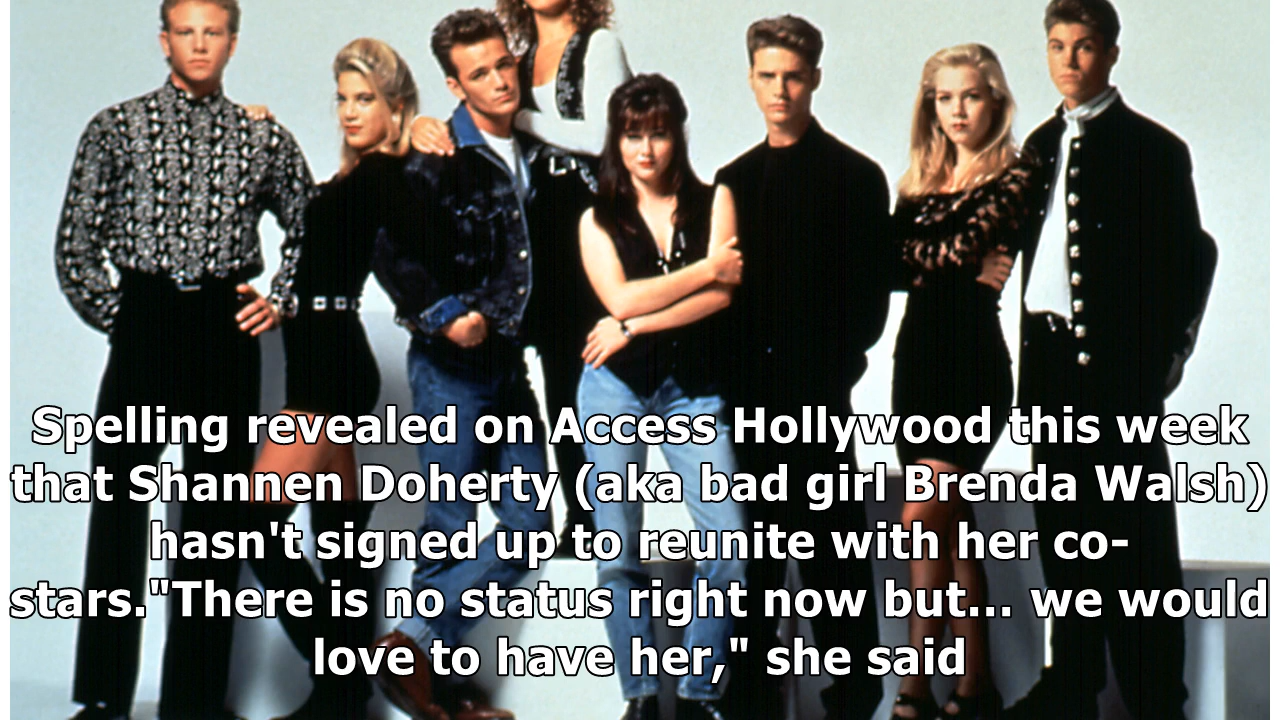 Spelling revealed on Access Hollywood this week
that Shannen Doherty (aka bad girl Brenda Walsh)
hasn't signed up to reunite with her co-
stars."There is no status right now but... we would
love to have her," she said